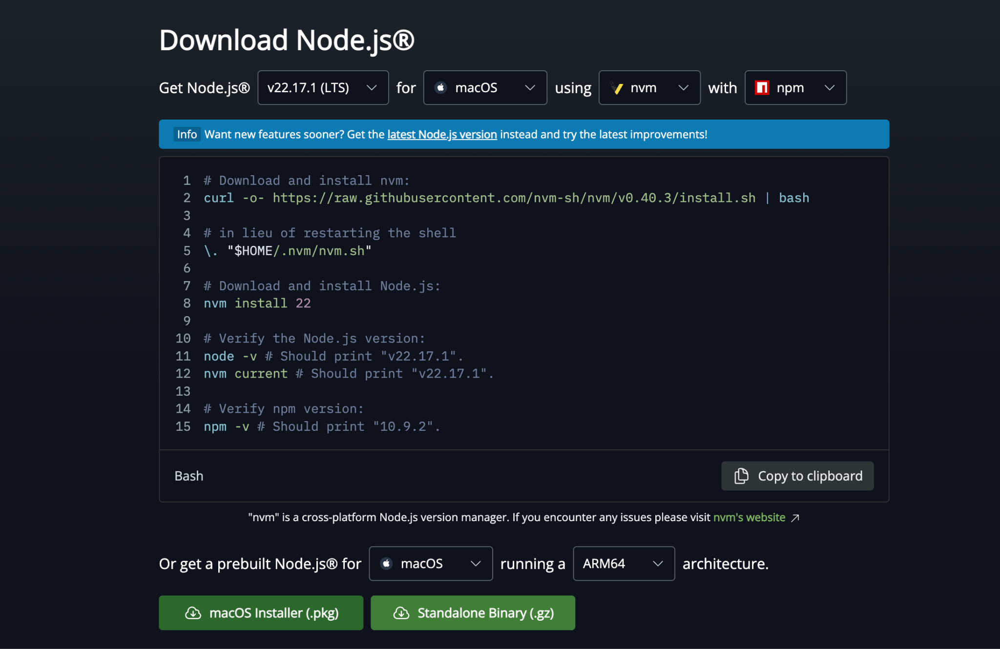 Download Node.js®
Get Node.js® v22.17.1 (LTS) for macOS using nvm with npm
Info Want new features sooner? Get the latest Node.js version instead and try the latest improvements!
1 # Download and install nvm:
2 curl -o- https://raw.githubusercontent.com/nvm-sh/nvm/v0.40.3/install.sh | bash
3
4 # in lieu of restarting the shell
5 \. "$HOME/.nvm/nvm.sh"
6
7 # Download and install Node.js:
8 nvm install 22
9
10 # Verify the Node.js version:
11 node -v # Should print "v22.17.1".
12 nvm current # Should print "v22.17.1".
13
14 # Verify npm version:
15 npm -v # Should print "10.9.2".
Bash Copy to clipboard
"nvm" is a cross-platform Node.js version manager. If you encounter any issues please visit nvm's website
Or get a prebuilt Node.js® for macOS running a ARM64 architecture.
macOS Installer (.pkg) Standalone Binary (.gz)